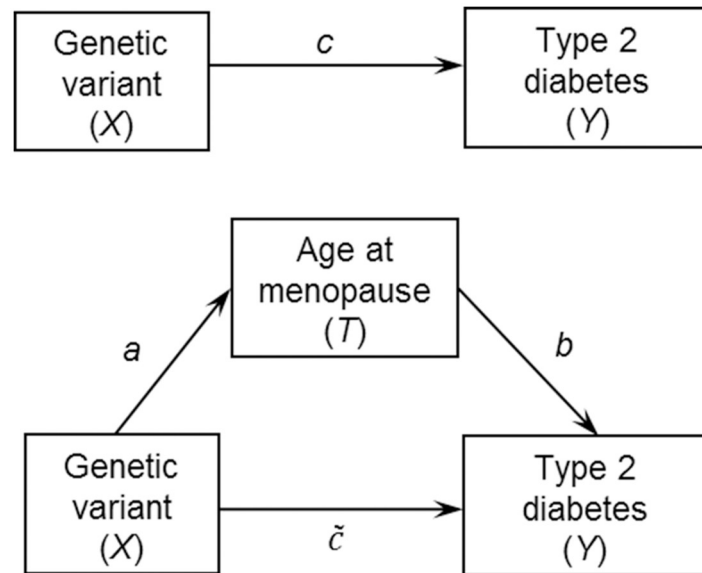 Genetic
variant
(X)
c
Type 2
diabetes
(Y)
Age at
menopause
(T)
a
b
Genetic
variant
(X)
c̃
Type 2
diabetes
(Y)